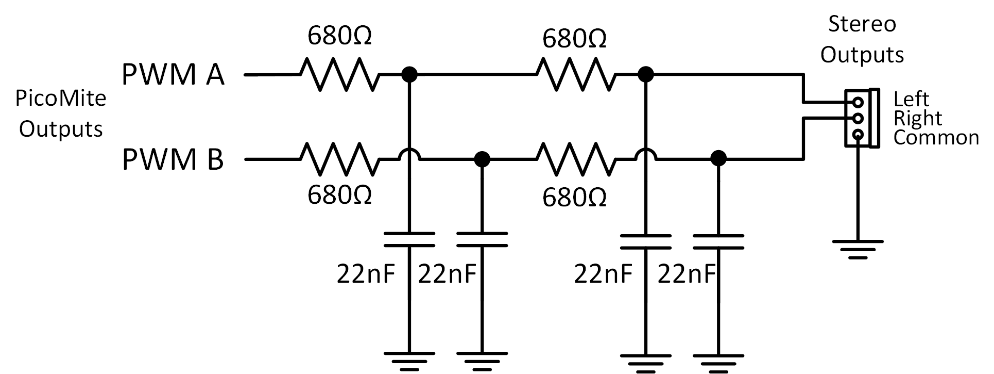 680Ω
680Ω
Stereo
Outputs
PWM A
PicoMite
Outputs
Left
Right
Common
PWM B
680Ω
680Ω
22nF
22nF
22nF
22nF